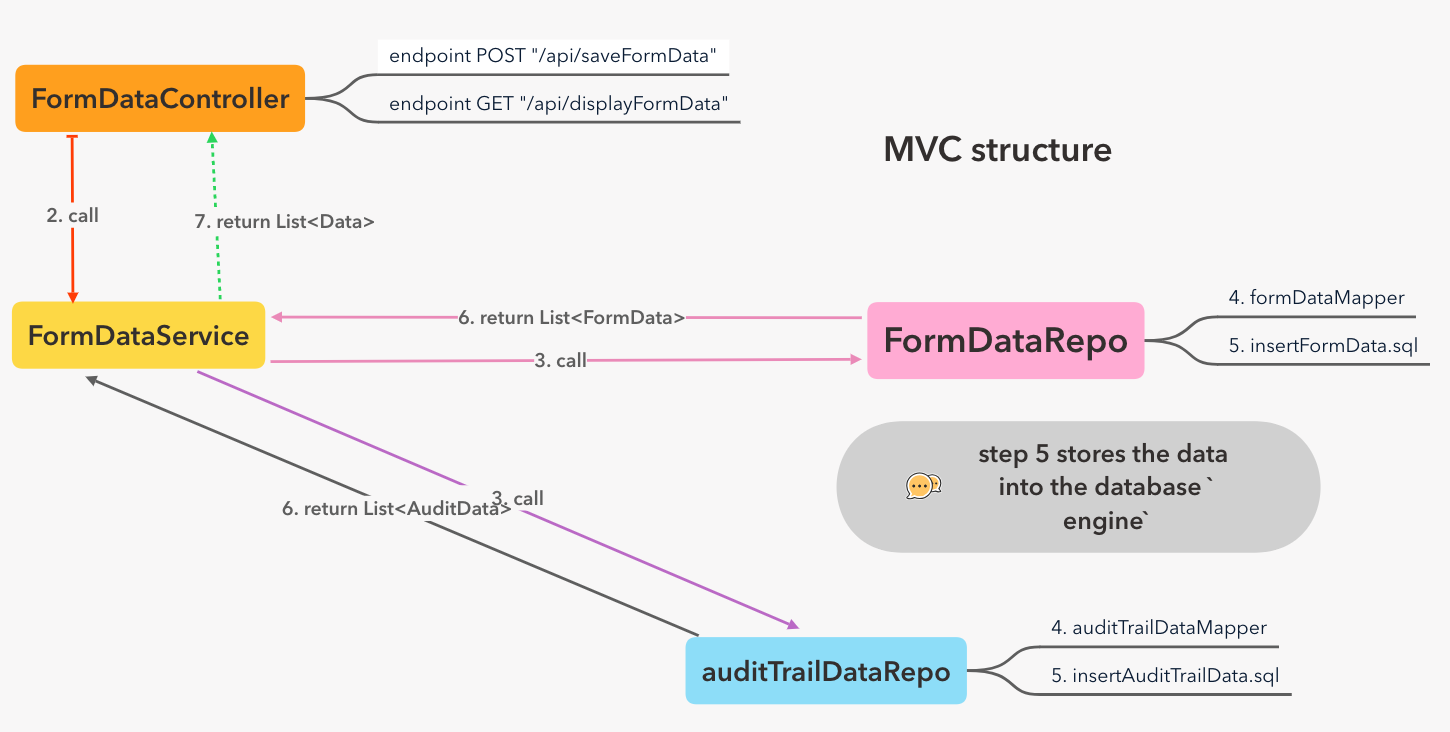 endpoint POST "/api/saveFormData"
FormDataController
endpoint GET "/api/displayFormData"
MVC structure
2. call
7. return List<Data>
4. formDataMapper
6. return List<FormData>
FormDataService
FormDataRepo
5. insertFormData.sql
3. call
step 5 stores the data
into the database `
engine`
3. call
6. return List<AuditData>
4. auditTrailDataMapper
auditTrailDataRepo
5. insertAuditTrailData.sql